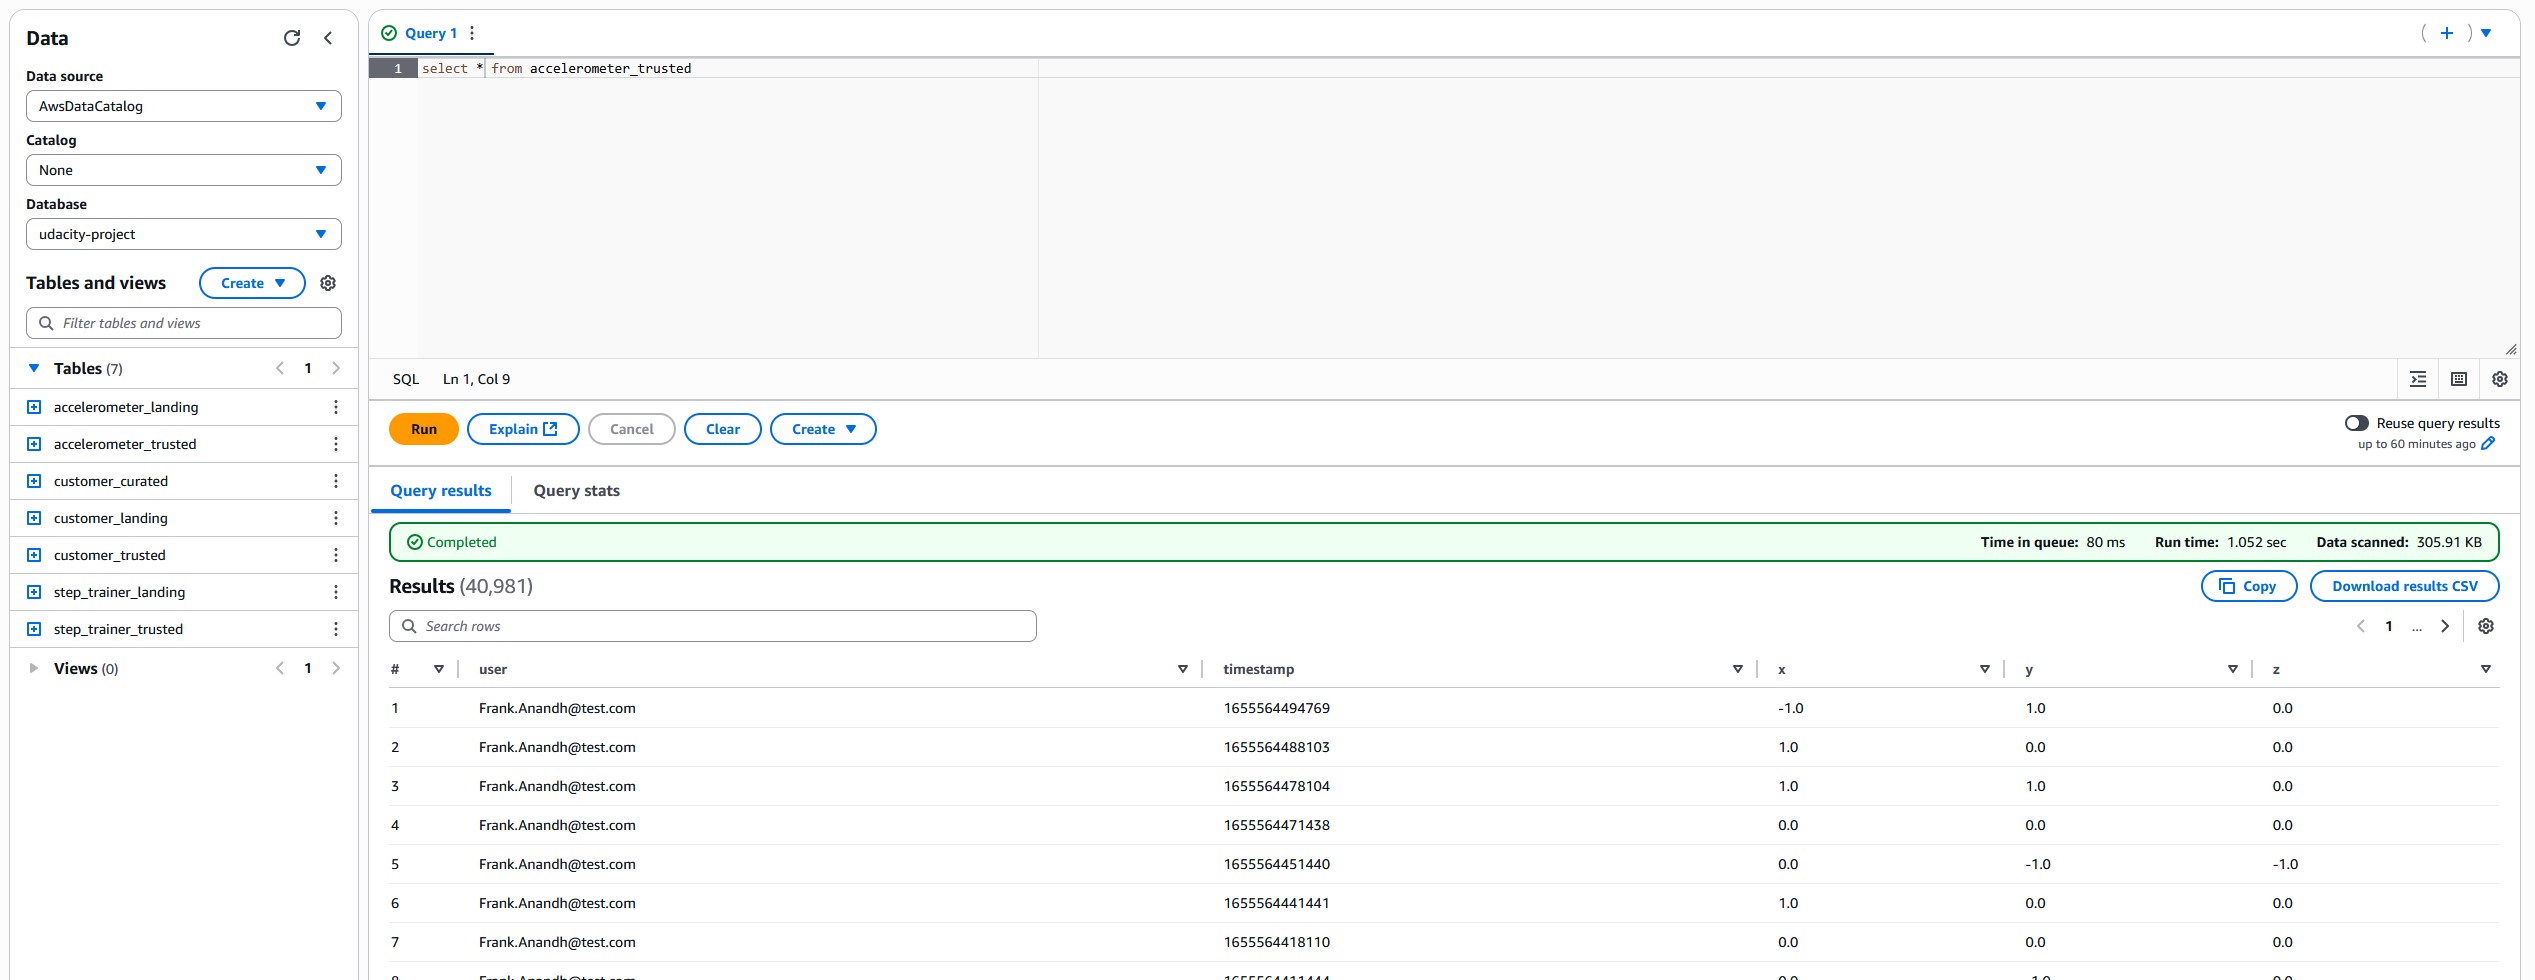 Data
Data source
AwsDataCatalog
Catalog
None
Database
udacity-project
Tables and views
Create
Filter tables and views
Tables (7)
1
accelerometer_landing
accelerometer_trusted
customer_curated
customer_landing
customer_trusted
step_trainer_landing
step_trainer_trusted
Views (0)
1
Query 1
1 select * from accelerometer_trusted
SQL Ln 1, Col 9
Run Explain Cancel Clear Create
Reuse query results
up to 60 minutes ago
Query results Query stats
Completed Time in queue: 80 ms Run time: 1.052 sec Data scanned: 305.91 KB
Results (40,981) Copy Download results CSV
Search rows 1 ...
# user timestamp x y z
1 Frank.Anandh@test.com 1655564494769 -1.0 1.0 0.0
2 Frank.Anandh@test.com 1655564488103 1.0 0.0 0.0
3 Frank.Anandh@test.com 1655564478104 1.0 1.0 0.0
4 Frank.Anandh@test.com 1655564471438 0.0 0.0 0.0
5 Frank.Anandh@test.com 1655564451440 0.0 -1.0 -1.0
6 Frank.Anandh@test.com 1655564441441 1.0 0.0 0.0
7 Frank.Anandh@test.com 1655564418110 0.0 0.0 0.0